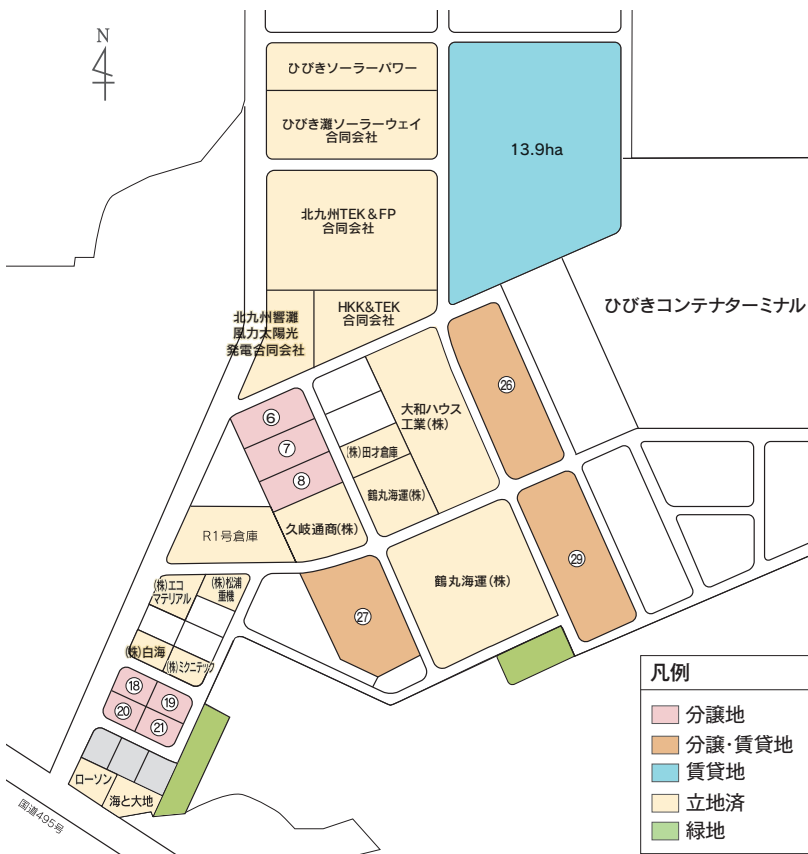 N
ひびきソーラーパワー
ひびき灘ソーラーウェイ
合同会社
13.9ha
北九州TEK&FP
合同会社
HKK&TEK
合同会社
北九州響灘
風力太陽光
発電合同会社
ひびきコンテナターミナル
㉖
大和ハウス
工業(株)
⑥
⑦
⑧
(株)田才倉庫
鶴丸海運(株)
久岐通商(株)
R1号倉庫
鶴丸海運(株)
㉙
㉗
(株)エコ
マテリアル
(株)松浦
重機
(株)白海
(株)ミクニテック
⑱
⑲
⑳
㉑
ローソン
海と大地
国道495号
凡例
分譲地
分譲・賃貸地
賃貸地
立地済
緑地